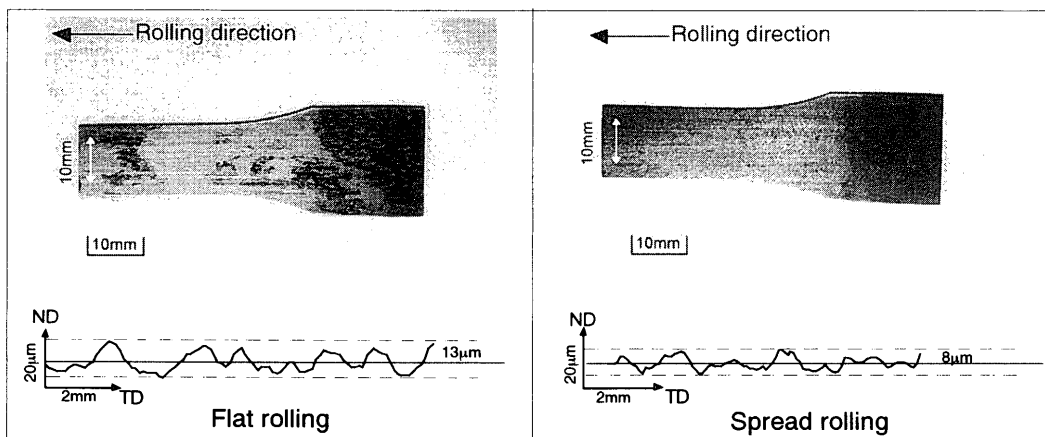 Rolling direction
10mm
10mm
ND
20μm
13μm
2mm
TD
Flat rolling
Rolling direction
10mm
10mm
ND
20μm
8μm
2mm
TD
Spread rolling